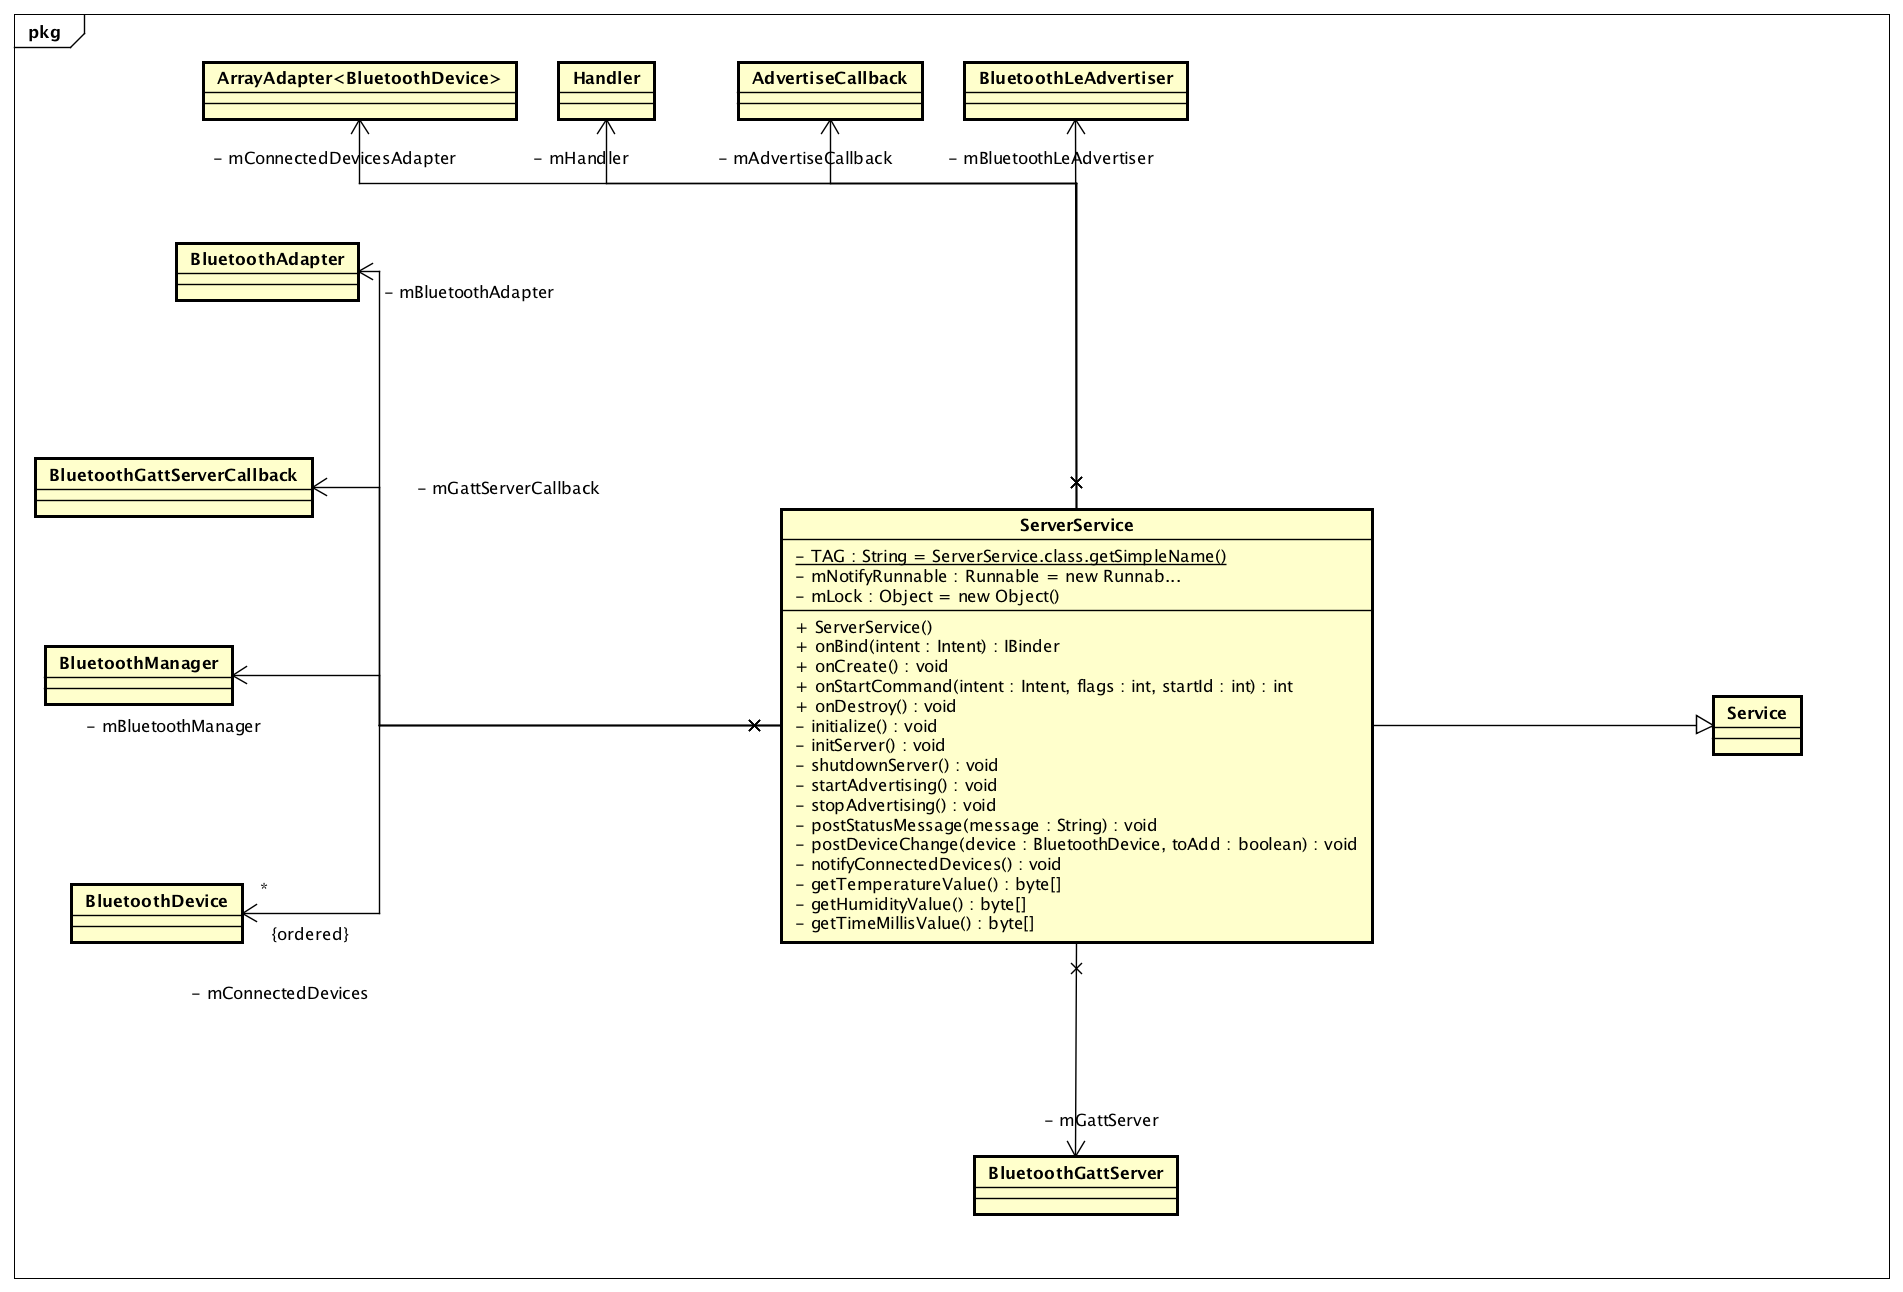 pkg
ArrayAdapter<BluetoothDevice>
Handler
AdvertiseCallback
BluetoothLeAdvertiser
- mConnectedDevicesAdapter
- mHandler
- mAdvertiseCallback
- mBluetoothLeAdvertiser
BluetoothAdapter
- mBluetoothAdapter
BluetoothGattServerCallback
- mGattServerCallback
ServerService
- TAG : String = ServerService.class.getSimpleName()
- mNotifyRunnable : Runnable = new Runnab...
- mLock : Object = new Object()
+ ServerService()
+ onBind(intent : Intent) : IBinder
+ onCreate() : void
+ onStartCommand(intent : Intent, flags : int, startId : int) : int
+ onDestroy() : void
- initialize() : void
- initServer() : void
- shutdownServer() : void
- startAdvertising() : void
- stopAdvertising() : void
- postStatusMessage(message : String) : void
- postDeviceChange(device : BluetoothDevice, toAdd : boolean) : void
- notifyConnectedDevices() : void
- getTemperatureValue() : byte[]
- getHumidityValue() : byte[]
- getTimeMillisValue() : byte[]
BluetoothManager
- mBluetoothManager
Service
BluetoothDevice
*
{ordered}
- mConnectedDevices
- mGattServer
BluetoothGattServer